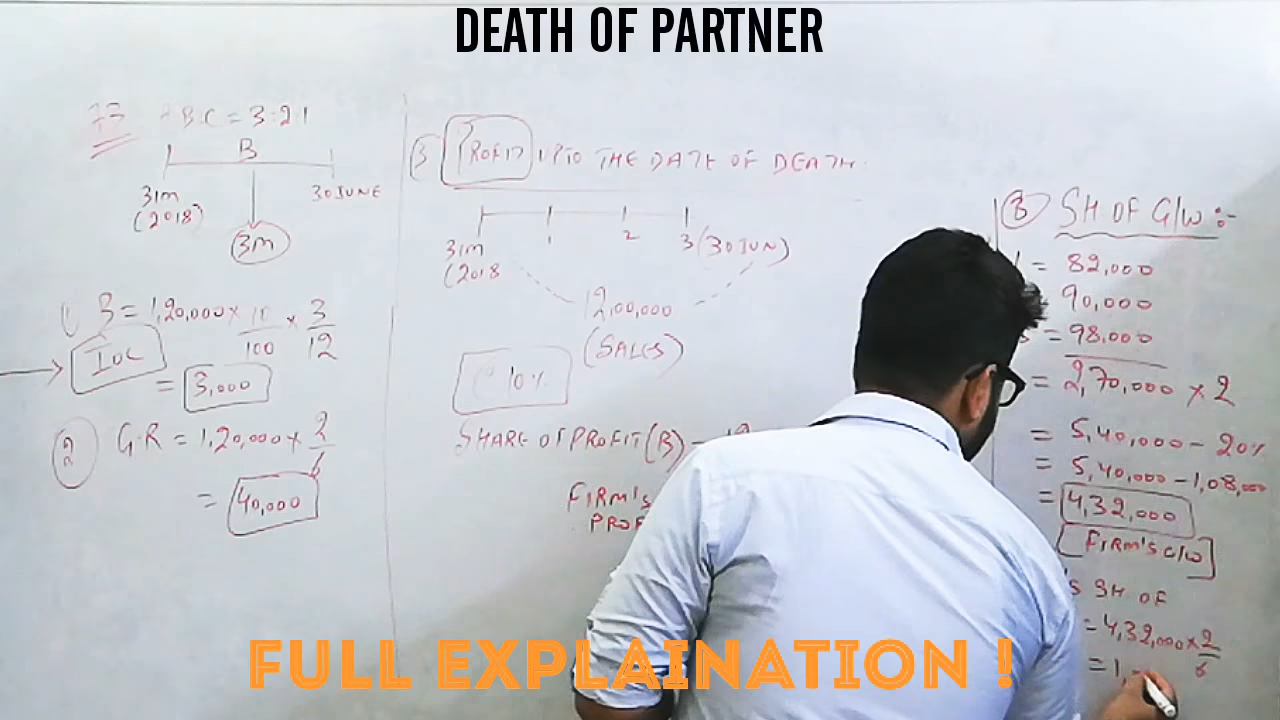 DEATH OF PARTNER
B:C = 3:2:1
B
31m
(2018)
30 JUNE
3m
1) B = 1,20,000 × 10/100 × 3/12
IOC
= 3,000
2 G.R = 1,20,000 × 2/6
= 40,000
3 PROFIT UPTO THE DATE OF DEATH
31m
(2018
1 2 3 (30 JUN)
12,00,000
(SALES)
10%
SHARE OF PROFIT (B) =
FIRM'S
B SH OF G/W :-
= 82,000
90,000
= 98,000
= 2,70,000 × 2
= 5,40,000 - 20%
= 5,40,000 - 1,08,000
= 4,32,000
FIRM'S G/W
SH OF
= 4,32,000 × 2/6
= 1,
FULL EXPLAINATION !